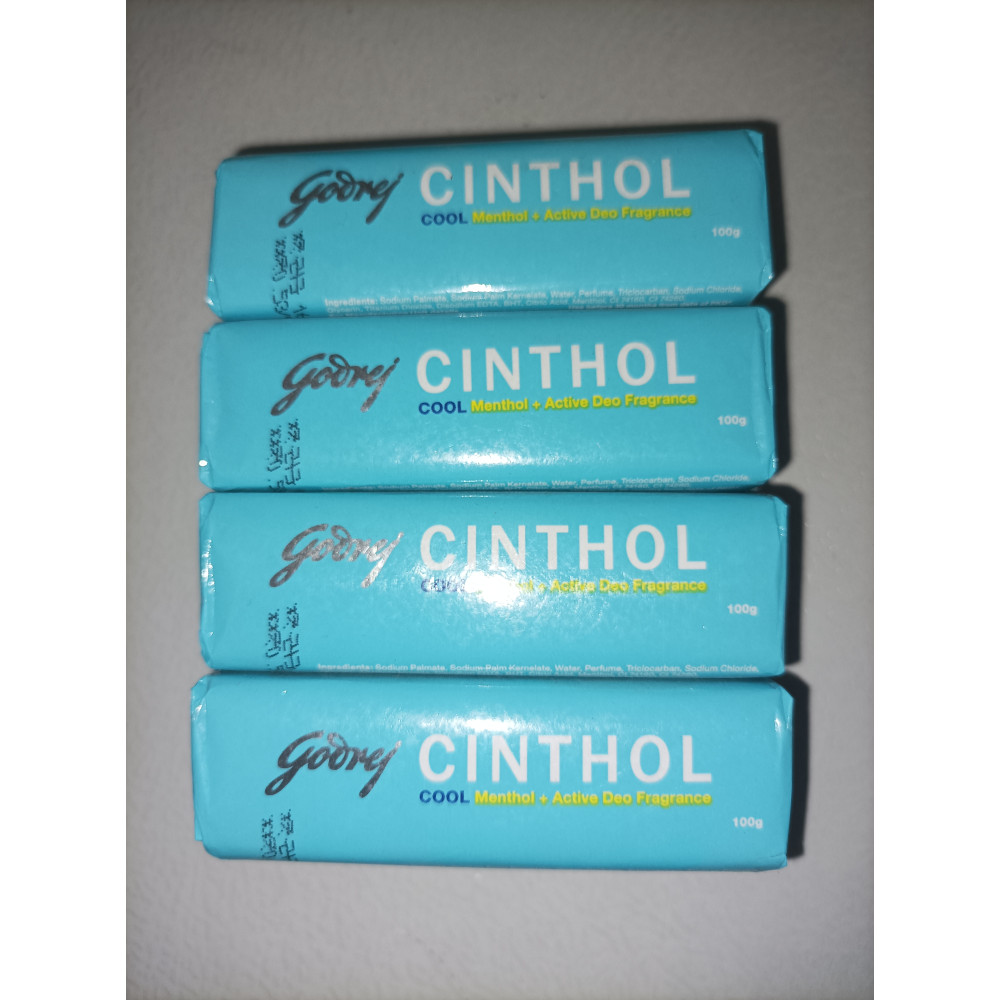 Godrej CINTHOL
COOL Menthol + Active Deo Fragrance
100g
Ingredients: Sodium Palmate, Sodium Palm Kernelate, Water, Perfume, Triclocarban, Sodium Chloride,
Godrej CINTHOL
COOL Menthol + Active Deo Fragrance
100g
Sodium Palm Kernelate, Water, Perfume, Triclocarban, Sodium Chloride,
Godrej CINTHOL
COOL + Active Deo Fragrance
100g
Ingredients: Sodium Palmate, Sodium Palm Kernelate, Water, Perfume, Triclocarban, Sodium Chloride,
Godrej CINTHOL
COOL Menthol + Active Deo Fragrance
100g